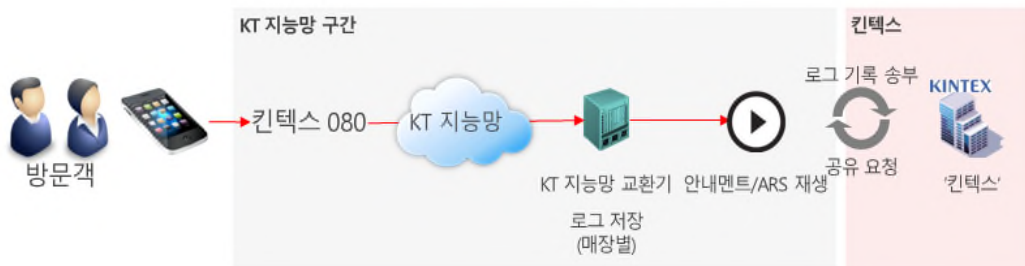 KT 지능망 구간
킨텍스
방문객
킨텍스 080
KT 지능망
KT 지능망 교환기
로그 저장
(매장별)
안내멘트/ARS 재생
로그 기록 송부
공유 요청
KINTEX
'킨텍스'